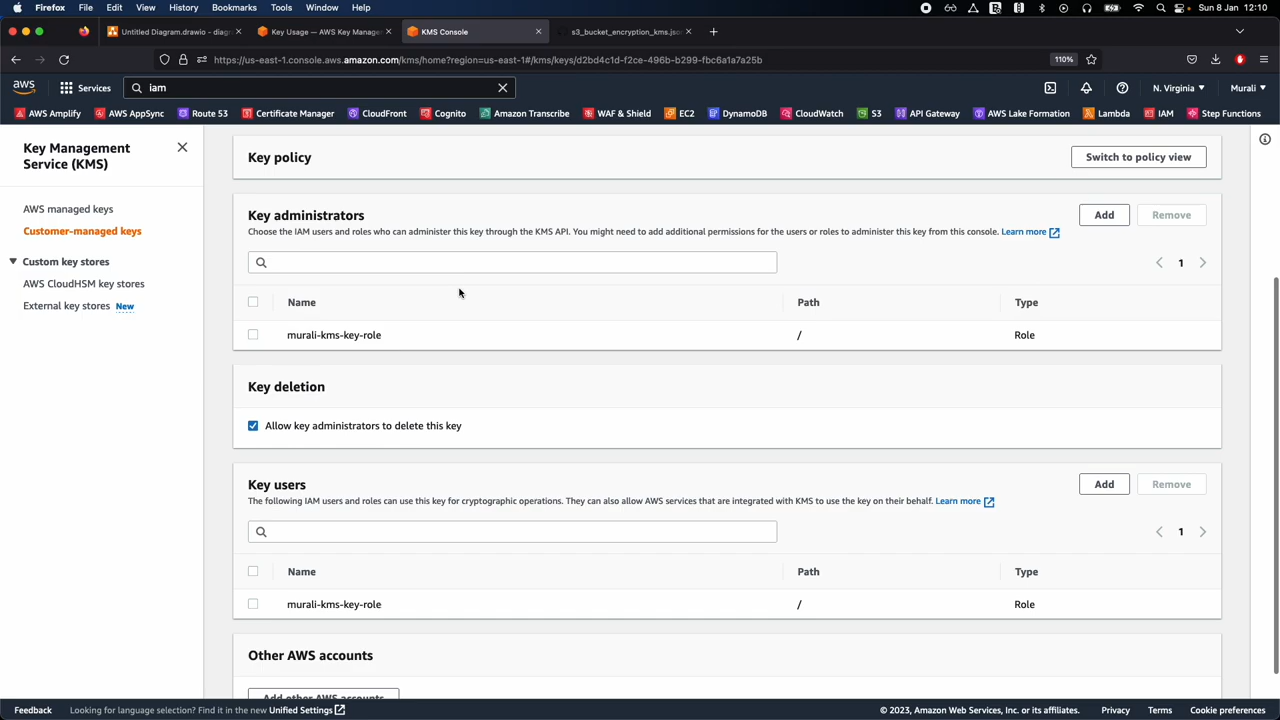 Firefox File Edit View History Bookmarks Tools Window Help Sun 8 Jan 12:10
Untitled Diagram.drawio - diag Key Usage — AWS Key Manage KMS Console s3_bucket_encryption_kms.jso
https://us-east-1.console.aws.amazon.com/kms/home?region=us-east-1#/kms/keys/d2bd4c1d-f2ce-496b-b299-fbc6a1a7a25b 110%
aws Services iam N. Virginia Murali
AWS Amplify AWS AppSync Route 53 Certificate Manager CloudFront Cognito Amazon Transcribe WAF & Shield EC2 DynamoDB CloudWatch S3 API Gateway AWS Lake Formation Lambda IAM Step Functions
Key Management
Service (KMS)
AWS managed keys
Customer-managed keys
Custom key stores
AWS CloudHSM key stores
External key stores New
Key policy Switch to policy view
Key administrators Add Remove
Choose the IAM users and roles who can administer this key through the KMS API. You might need to add additional permissions for the users or roles to administer this key from this console. Learn more
1
Name Path Type
murali-kms-key-role / Role
Key deletion
Allow key administrators to delete this key
Key users Add Remove
The following IAM users and roles can use this key for cryptographic operations. They can also allow AWS services that are integrated with KMS to use the key on their behalf. Learn more
1
Name Path Type
murali-kms-key-role / Role
Other AWS accounts
Add other AWS accounts
Feedback Looking for language selection? Find it in the new Unified Settings © 2023, Amazon Web Services, Inc. or its affiliates. Privacy Terms Cookie preferences